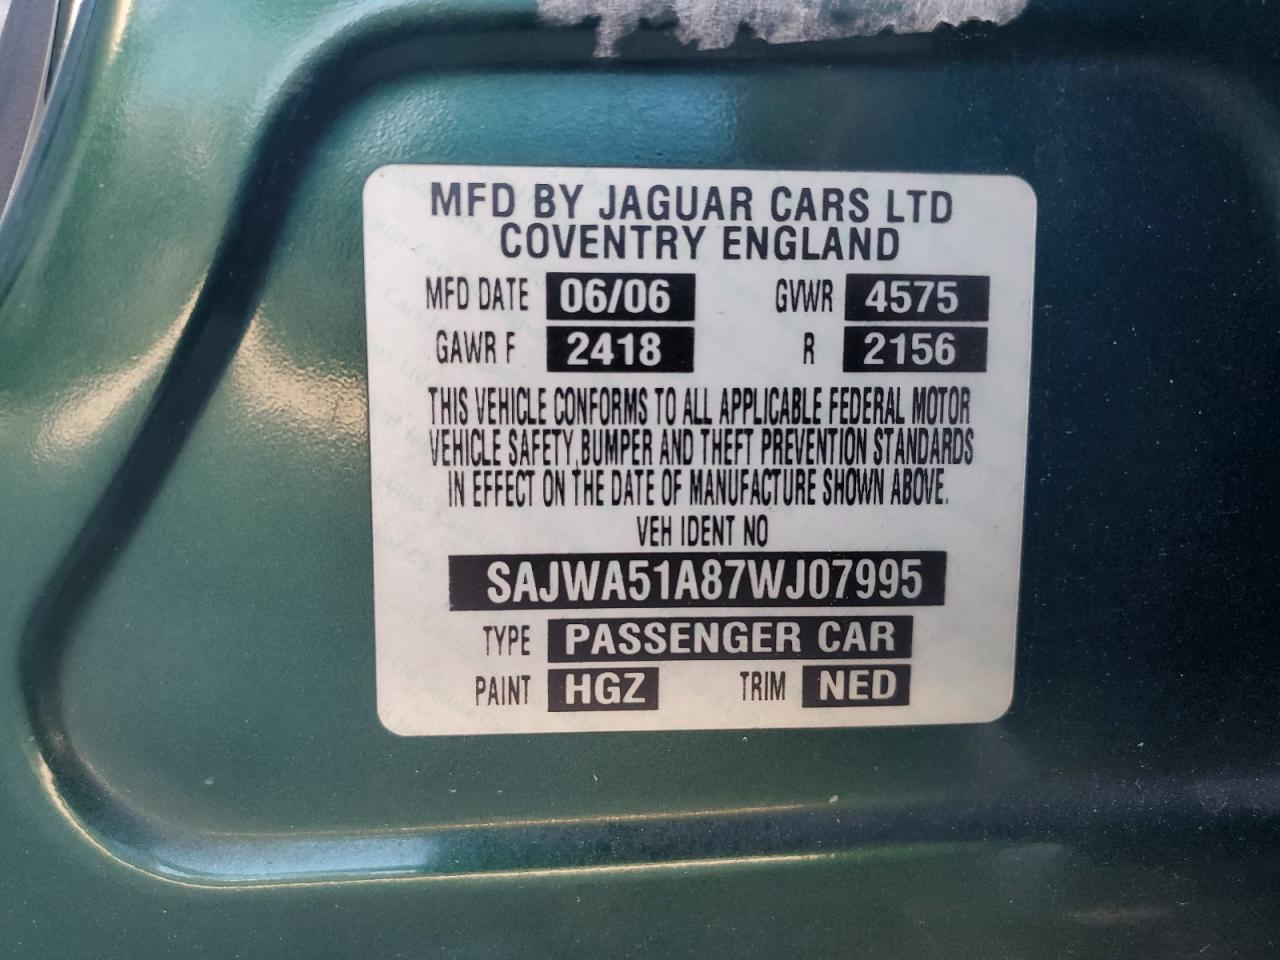 MFD BY JAGUAR CARS LTD
COVENTRY ENGLAND
MFD DATE 06/06 GVWR 4575
GAWR F 2418 R 2156
THIS VEHICLE CONFORMS TO ALL APPLICABLE FEDERAL MOTOR
VEHICLE SAFETY, BUMPER AND THEFT PREVENTION STANDARDS
IN EFFECT ON THE DATE OF MANUFACTURE SHOWN ABOVE.
VEH IDENT NO
SAJWA51A87WJ07995
TYPE PASSENGER CAR
PAINT HGZ TRIM NED